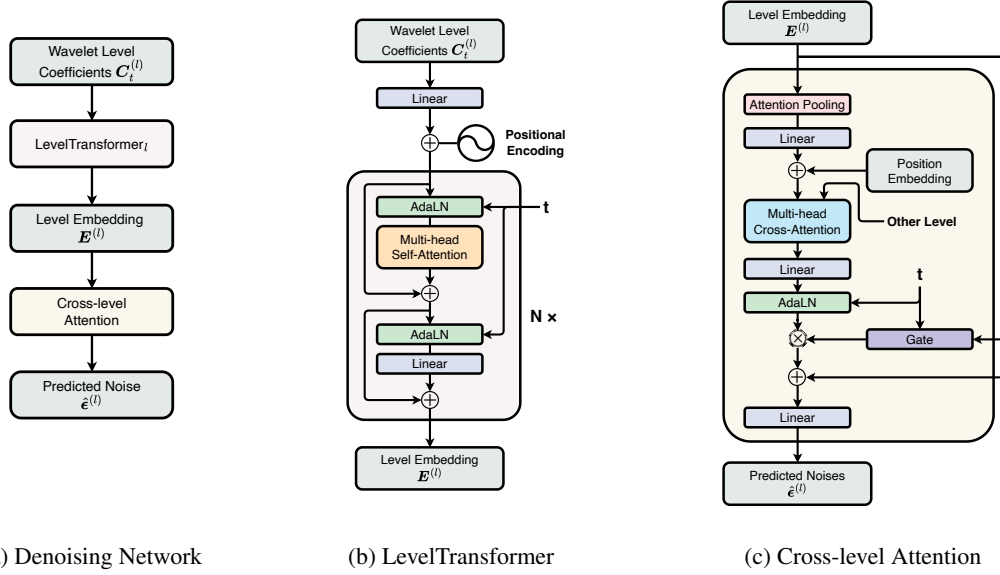 Wavelet Level
Coefficients C_t^{(l)}
LevelTransformer_l
Level Embedding
E^{(l)}
Cross-level
Attention
Predicted Noise
ϵ̂^{(l)}
) Denoising Network
Wavelet Level
Coefficients C_t^{(l)}
Linear
Positional
Encoding
AdaLN
t
Multi-head
Self-Attention
N ×
AdaLN
Linear
Level Embedding
E^{(l)}
(b) LevelTransformer
Level Embedding
E^{(l)}
Attention Pooling
Linear
Position
Embedding
Multi-head
Cross-Attention
Other Level
Linear
t
AdaLN
Gate
Linear
Predicted Noises
ϵ̂^{(l)}
(c) Cross-level Attention